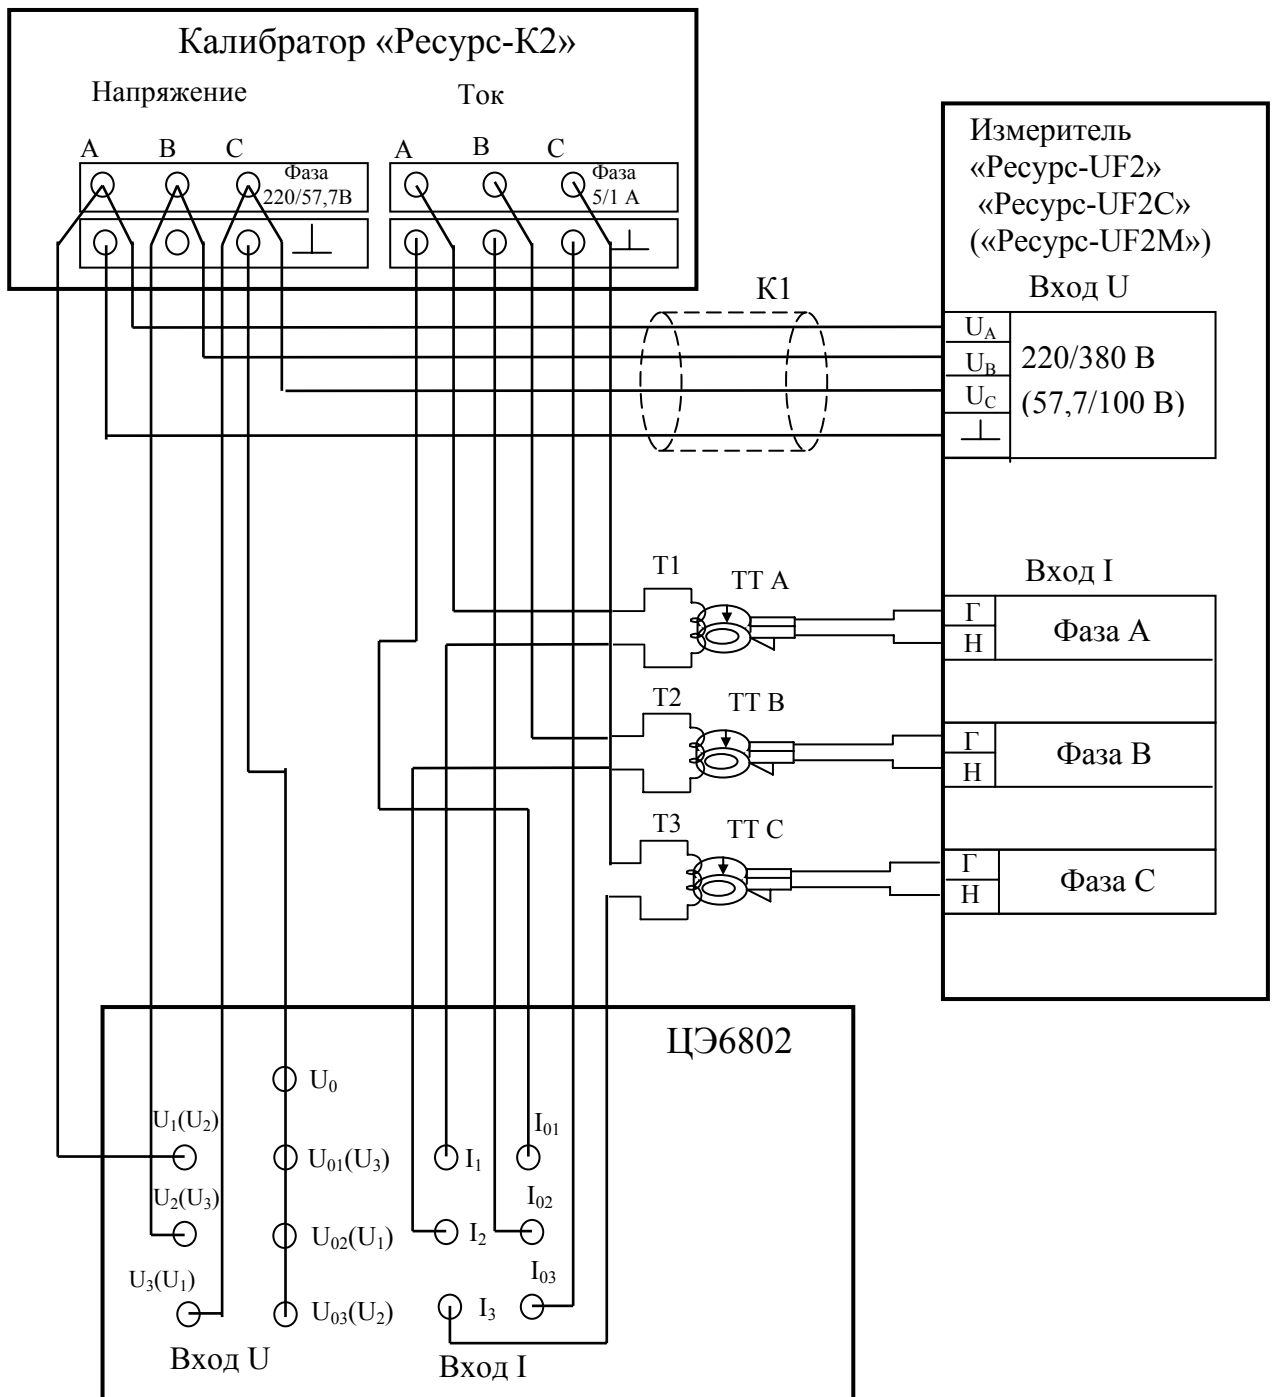 Калибратор «Ресурс-К2»
Напряжение
Ток
А
В
С
Фаза
220/57,7В
А
В
С
Фаза
5/1 А
Измеритель
«Ресурс-UF2»
«Ресурс-UF2С»
(«Ресурс-UF2М»)
Вход U
К1
UА
UВ
UС
220/380 В
(57,7/100 В)
Вход I
Т1
ТТ А
Г
Н
Фаза А
Т2
ТТ В
Г
Н
Фаза В
Т3
ТТ С
Г
Н
Фаза С
ЦЭ6802
U0
U1(U2)
U01(U3)
I1
I01
U2(U3)
U02(U1)
I2
I02
U3(U1)
U03(U2)
I3
I03
Вход U
Вход I